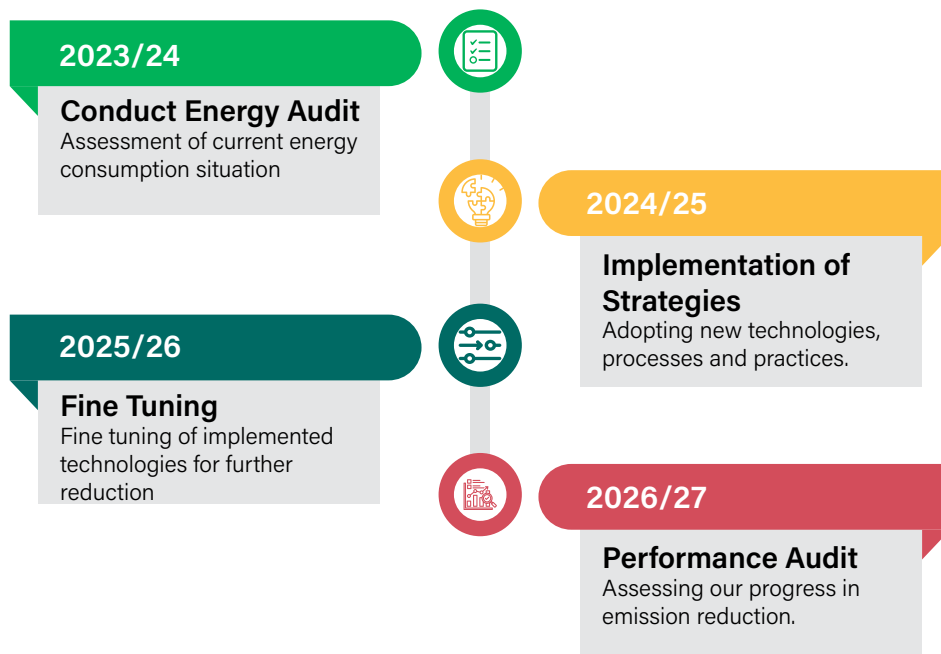 2023/24
Conduct Energy Audit
Assessment of current energy
consumption situation
2024/25
Implementation of
Strategies
Adopting new technologies,
processes and practices.
2025/26
Fine Tuning
Fine tuning of implemented
technologies for further
reduction
2026/27
Performance Audit
Assessing our progress in
emission reduction.